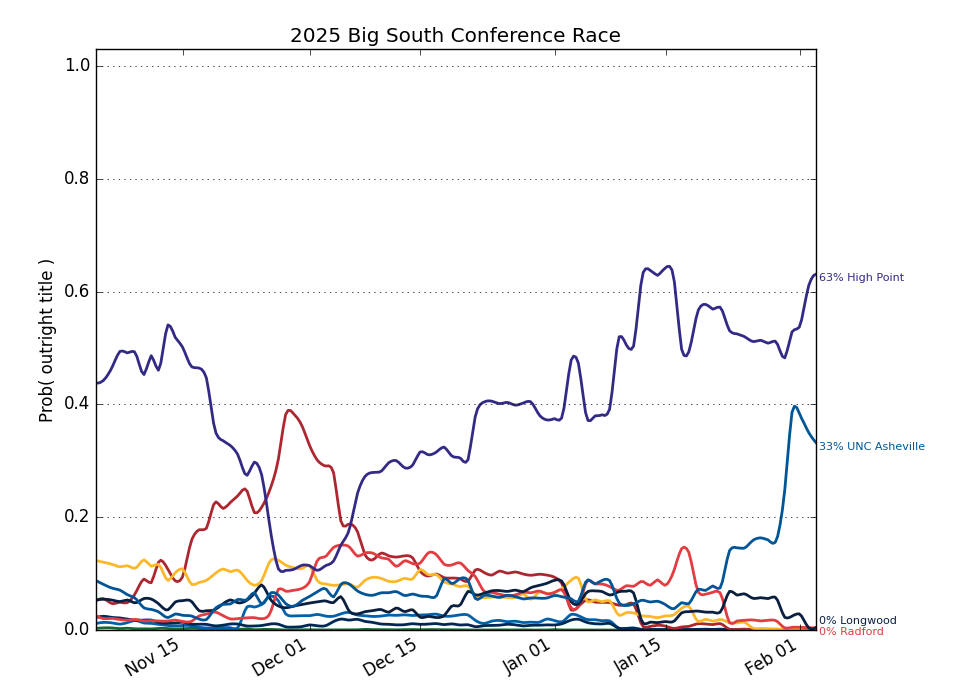 2025 Big South Conference Race
Prob( outright title )
1.0
0.8
0.6
0.4
0.2
0.0
Nov 15
Dec 01
Dec 15
Jan 01
Jan 15
Feb 01
63% High Point
33% UNC Asheville
0% Longwood
0% Radford